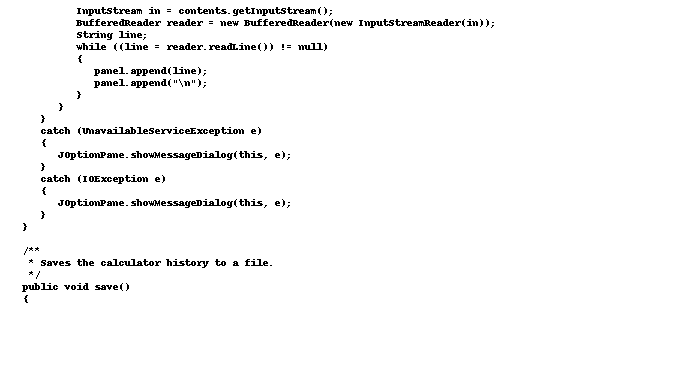 InputStream in = contents.getInputStream();
BufferedReader reader = new BufferedReader(new InputStreamReader(in));
String line;
while ((line = reader.readLine()) != null)
{
panel.append(line);
panel.append("\n");
}
}
}
catch (UnavailableServiceException e)
{
JOptionPane.showMessageDialog(this, e);
}
catch (IOException e)
{
JOptionPane.showMessageDialog(this, e);
}
}
/**
* Saves the calculator history to a file.
*/
public void save()
{